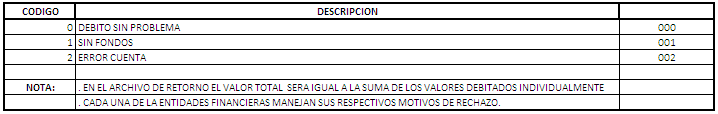 CODIGO DESCRIPCION
0 DEBITO SIN PROBLEMA 000
1 SIN FONDOS 001
2 ERROR CUENTA 002
NOTA: . EN EL ARCHIVO DE RETORNO EL VALOR TOTAL SERA IGUAL A LA SUMA DE LOS VALORES DEBITADOS INDIVIDUALMENTE
. CADA UNA DE LA ENTIDADES FINANCIERAS MANEJAN SUS RESPECTIVOS MOTIVOS DE RECHAZO.